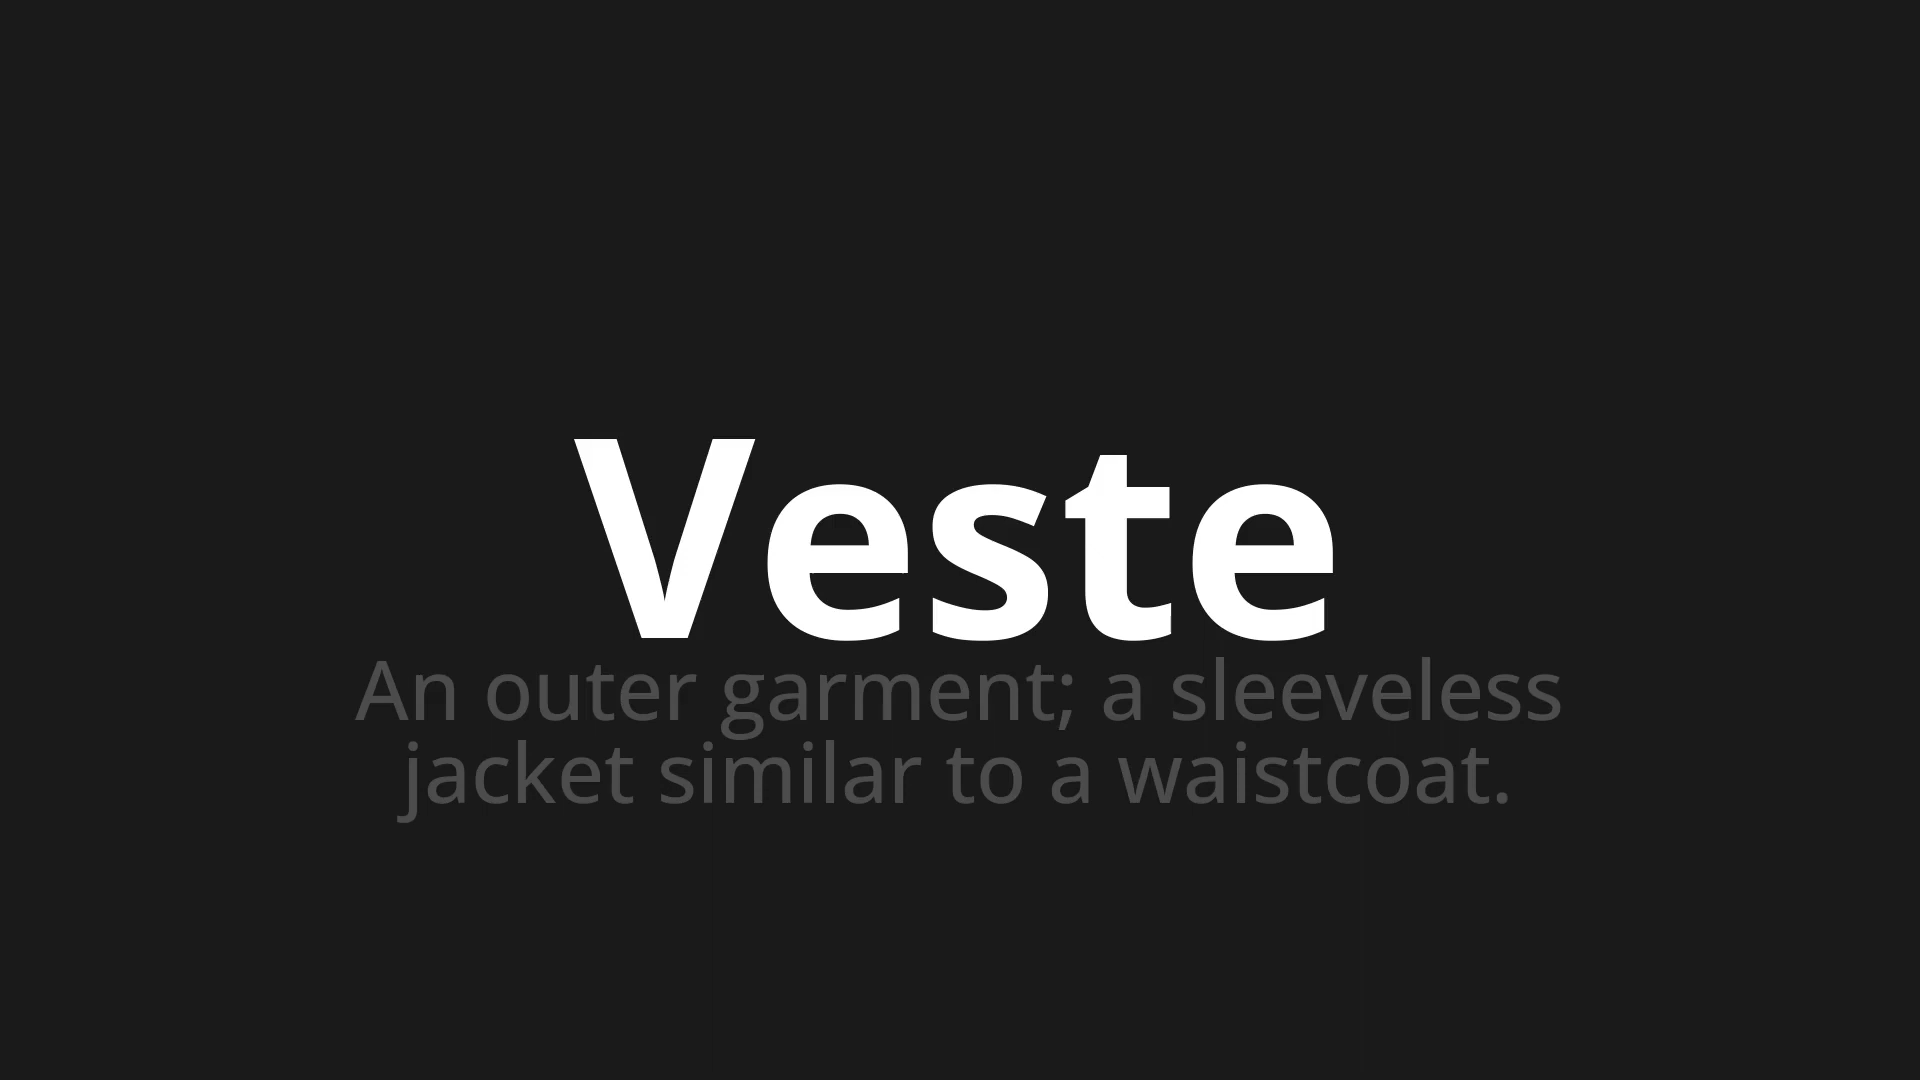 Veste
An outer garment; a sleeveless
jacket similar to a waistcoat.